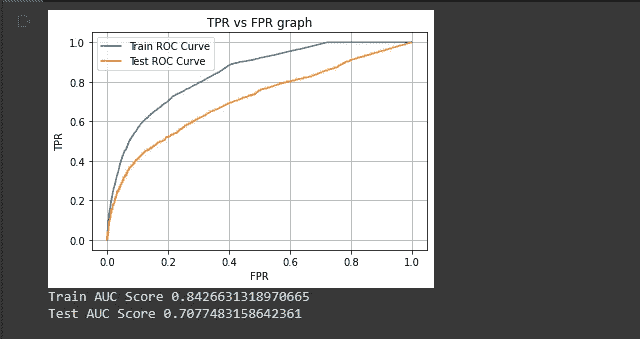 TPR vs FPR graph
Train ROC Curve
Test ROC Curve
1.0
0.8
0.6
0.4
0.2
0.0
TPR
0.0 0.2 0.4 0.6 0.8 1.0
FPR
Train AUC Score 0.8426631318970665
Test AUC Score 0.7077483158642361